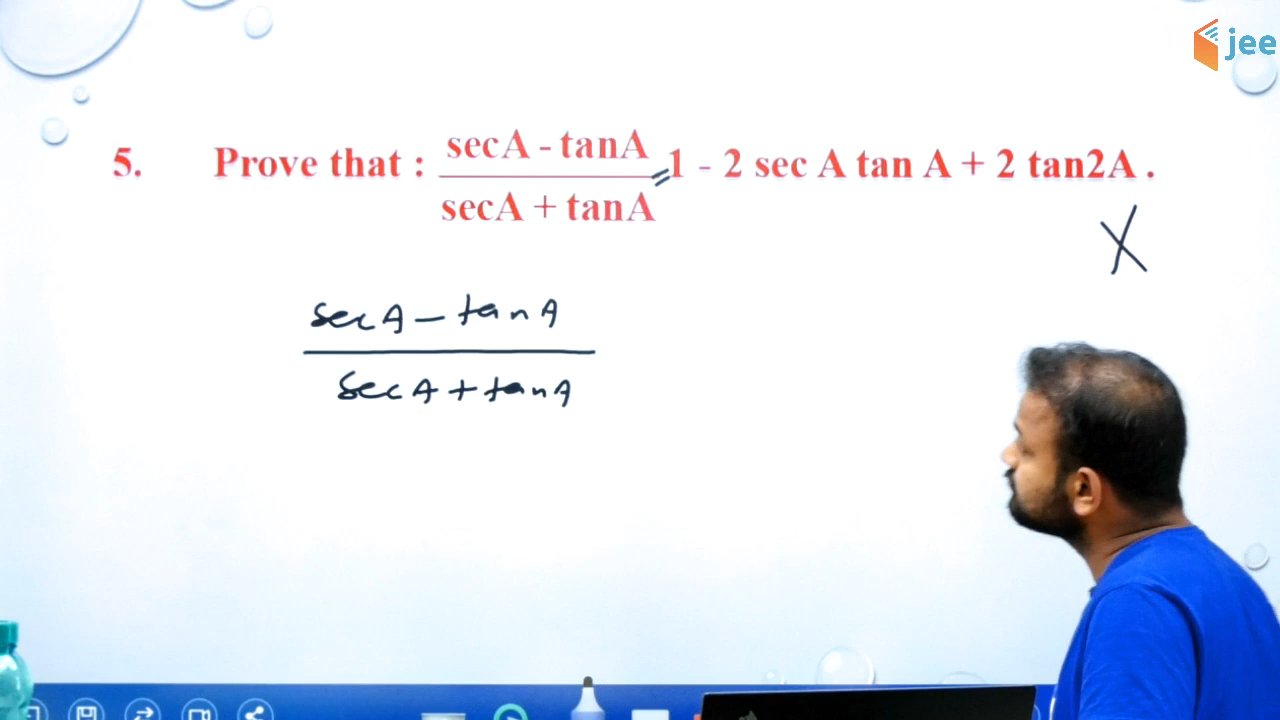 jee
5. Prove that : secA - tanA = 1 - 2 sec A tan A + 2 tan2A .
secA + tanA
X
secA - tanA
secA + tanA